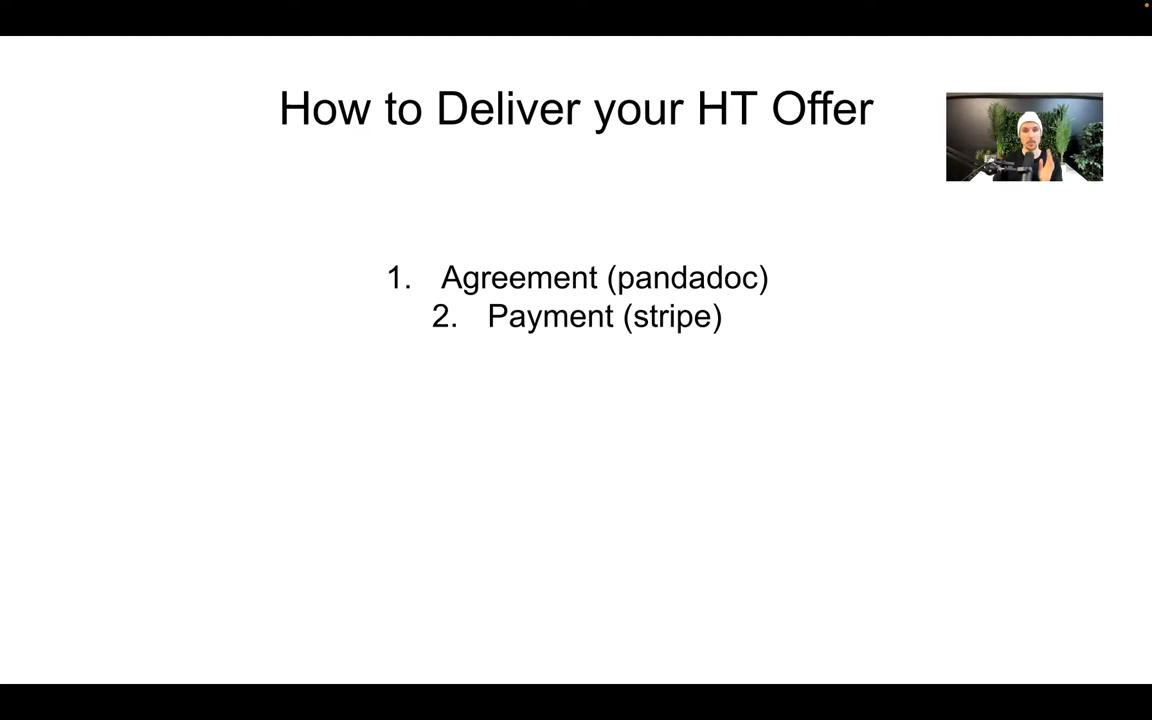 How to Deliver your HT Offer
1. Agreement (pandadoc)
2. Payment (stripe)